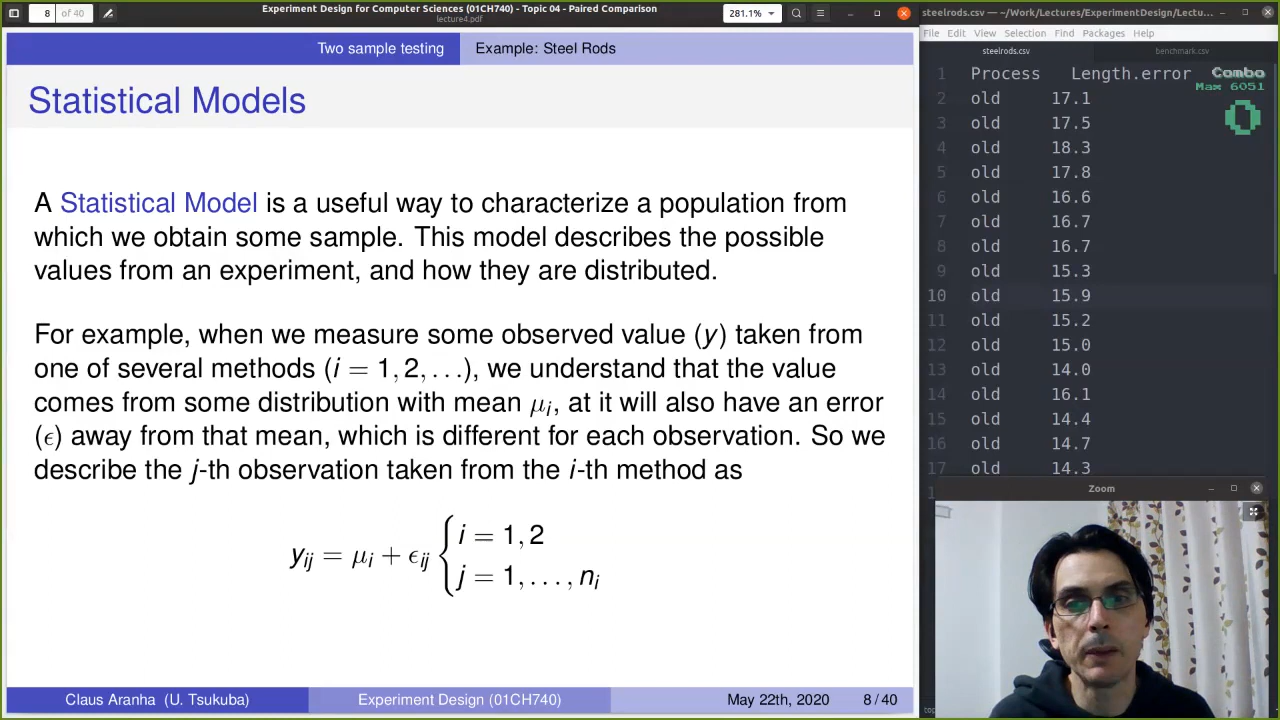 8 of 40
Experiment Design for Computer Sciences (01CH740) - Topic 04 - Paired Comparison
lecture4.pdf
281.1%
Two sample testing
Example: Steel Rods
Statistical Models
A Statistical Model is a useful way to characterize a population from
which we obtain some sample. This model describes the possible
values from an experiment, and how they are distributed.
For example, when we measure some observed value (y) taken from
one of several methods (i = 1, 2, . . .), we understand that the value
comes from some distribution with mean μi, at it will also have an error
(ϵ) away from that mean, which is different for each observation. So we
describe the j-th observation taken from the i-th method as
yij = μi + ϵij { i = 1, 2
j = 1, . . . , ni
Claus Aranha (U. Tsukuba)
Experiment Design (01CH740)
May 22th, 2020
8 / 40
steelrods.csv — ~/Work/Lectures/ExperimentDesign/Lectu...
File Edit View Selection Find Packages Help
steelrods.csv
benchmark.csv
1 Process Length.error
2 old 17.1
3 old 17.5
4 old 18.3
5 old 17.8
6 old 16.6
7 old 16.7
8 old 16.7
9 old 15.3
10 old 15.9
11 old 15.2
12 old 15.0
13 old 14.0
14 old 16.1
15 old 14.4
16 old 14.7
17 old 14.3
Combo
Max 6051
0
Zoom